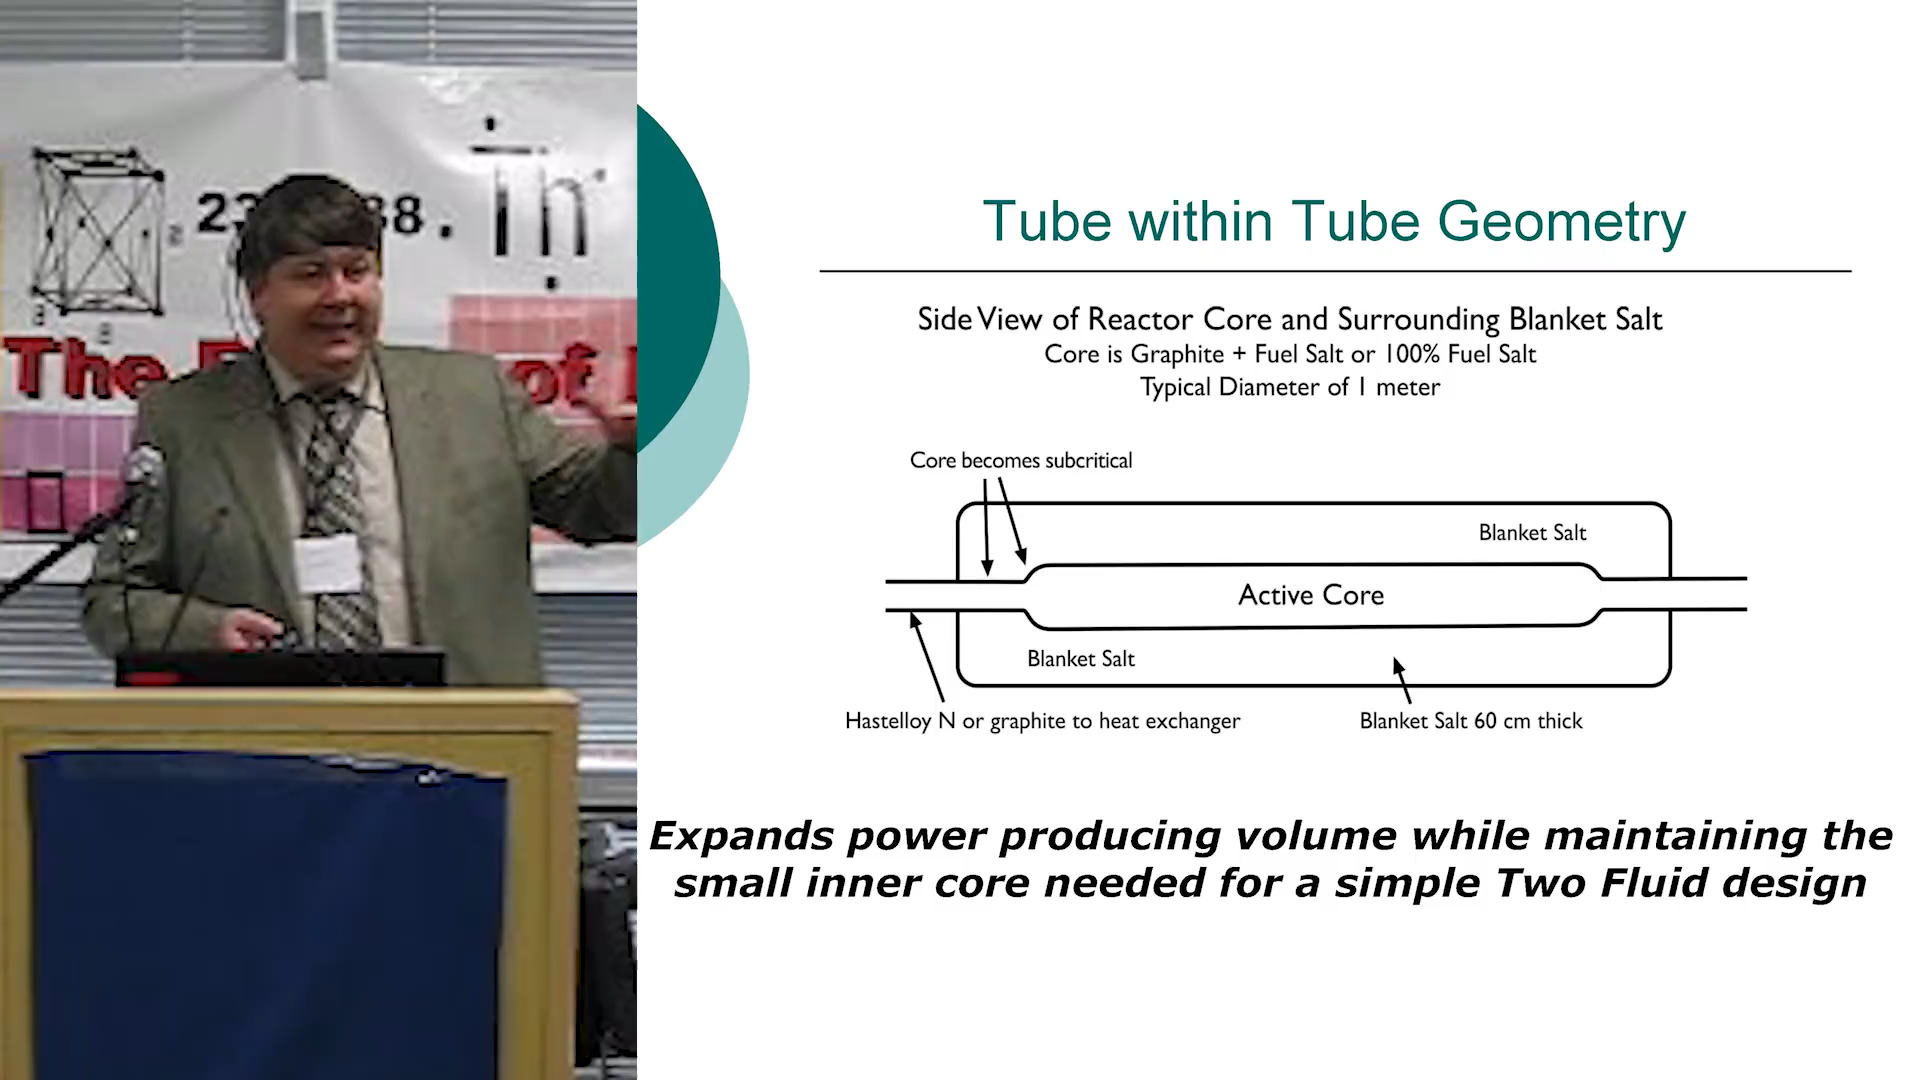 Th
The
of
Tube within Tube Geometry
Side View of Reactor Core and Surrounding Blanket Salt
Core is Graphite + Fuel Salt or 100% Fuel Salt
Typical Diameter of 1 meter
Core becomes subcritical
Blanket Salt
Active Core
Blanket Salt
Hastelloy N or graphite to heat exchanger
Blanket Salt 60 cm thick
Expands power producing volume while maintaining the
small inner core needed for a simple Two Fluid design